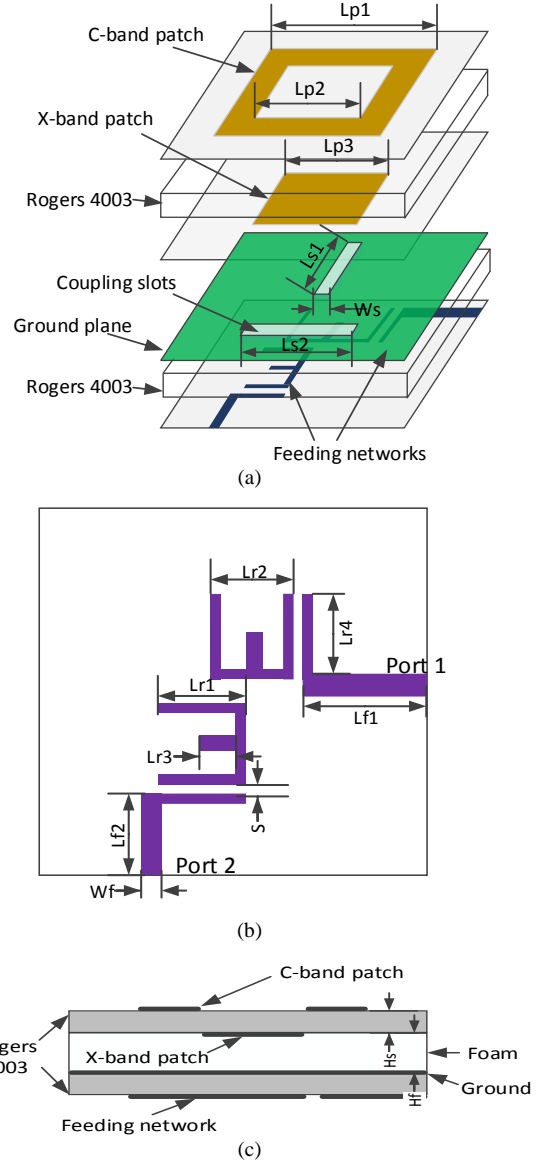 Lp1
C-band patch
Lp2
X-band patch
Lp3
Rogers 4003
Ls1
Coupling slots
Ws
Ground plane
Ls2
Rogers 4003
Feeding networks
(a)
Lr2
Lr4
Port 1
Lr1
Lf1
Lr3
S
Lf2
Port 2
Wf
(b)
C-band patch
gers
003
X-band patch
Hs
Foam
Hf
Ground
Feeding network
(c)